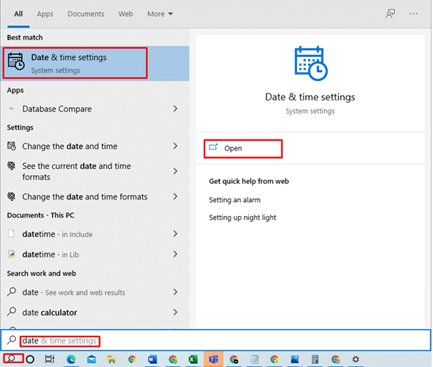 All Apps Documents Web More
Best match
Date & time settings
System settings
Apps
Database Compare
Settings
Change the date and time
See the current date and time
formats
Change the date and time formats
Documents - This PC
datetime - in Include
datetime - in Lib
Search work and web
date - See work and web results
date calculator
Date & time settings
System settings
Open
Get quick help from web
Setting an alarm
Setting up night light
date & time settings